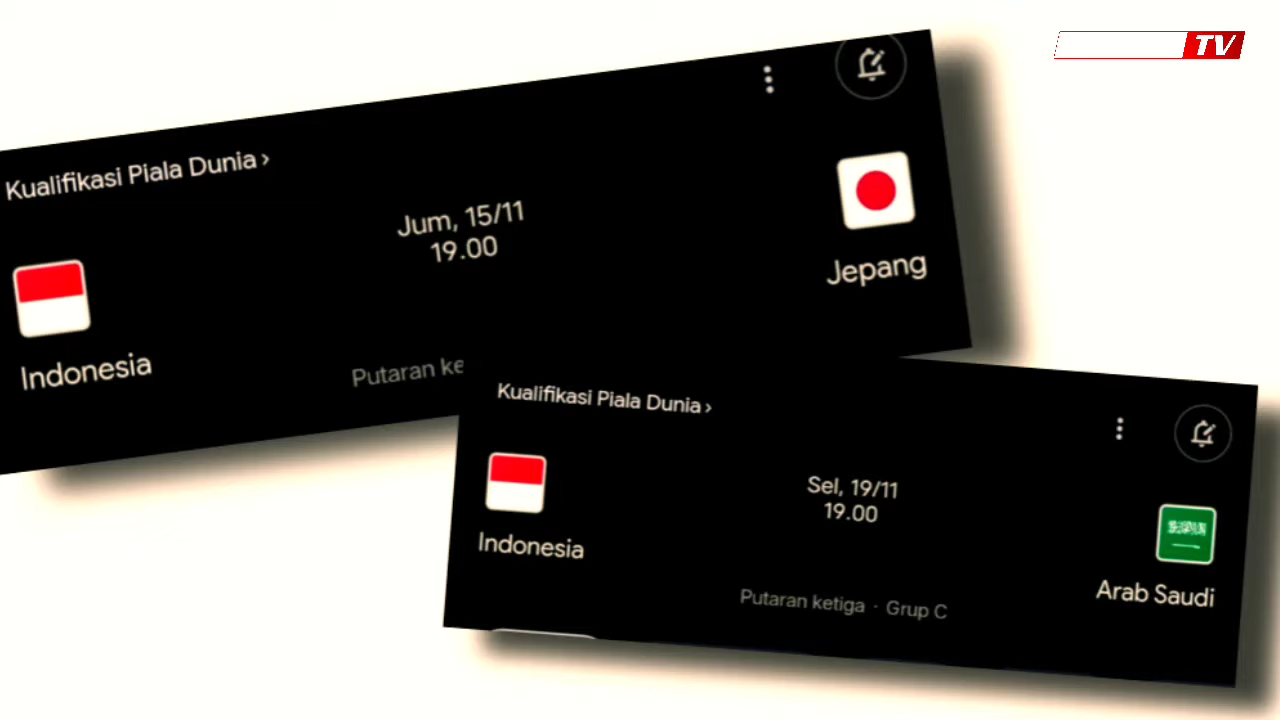 TV
Kualifikasi Piala Dunia ›
Jum, 15/11
19.00
Indonesia
Jepang
Putaran ke
Kualifikasi Piala Dunia ›
Sel, 19/11
19.00
Indonesia
Arab Saudi
Putaran ketiga · Grup C